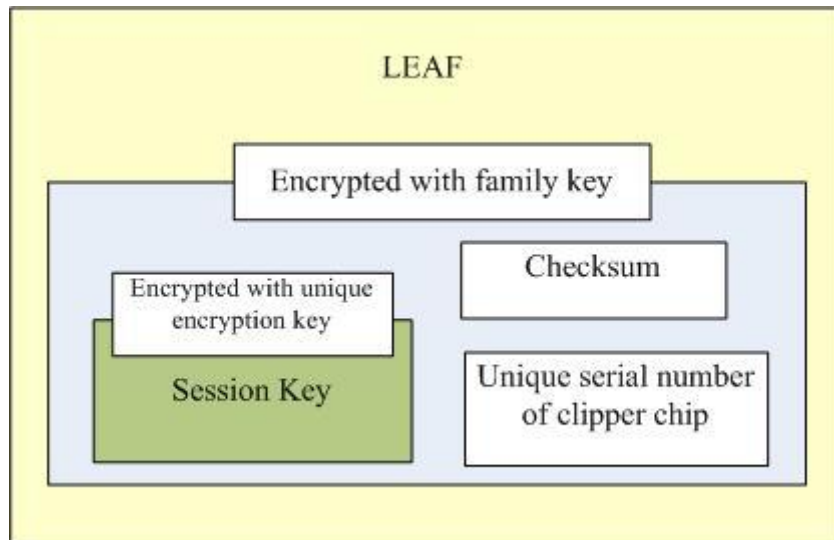 LEAF
Encrypted with family key
Encrypted with unique
encryption key
Session Key
Checksum
Unique serial number
of clipper chip